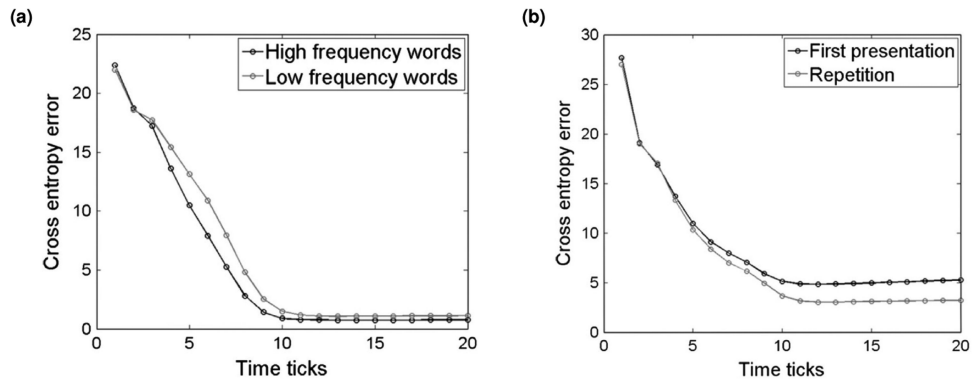 (a)
25
20
15
10
5
0
0 5 10 15 20
Cross entropy error
Time ticks
High frequency words
Low frequency words
(b)
30
25
20
15
10
5
0
0 5 10 15 20
Cross entropy error
Time ticks
First presentation
Repetition